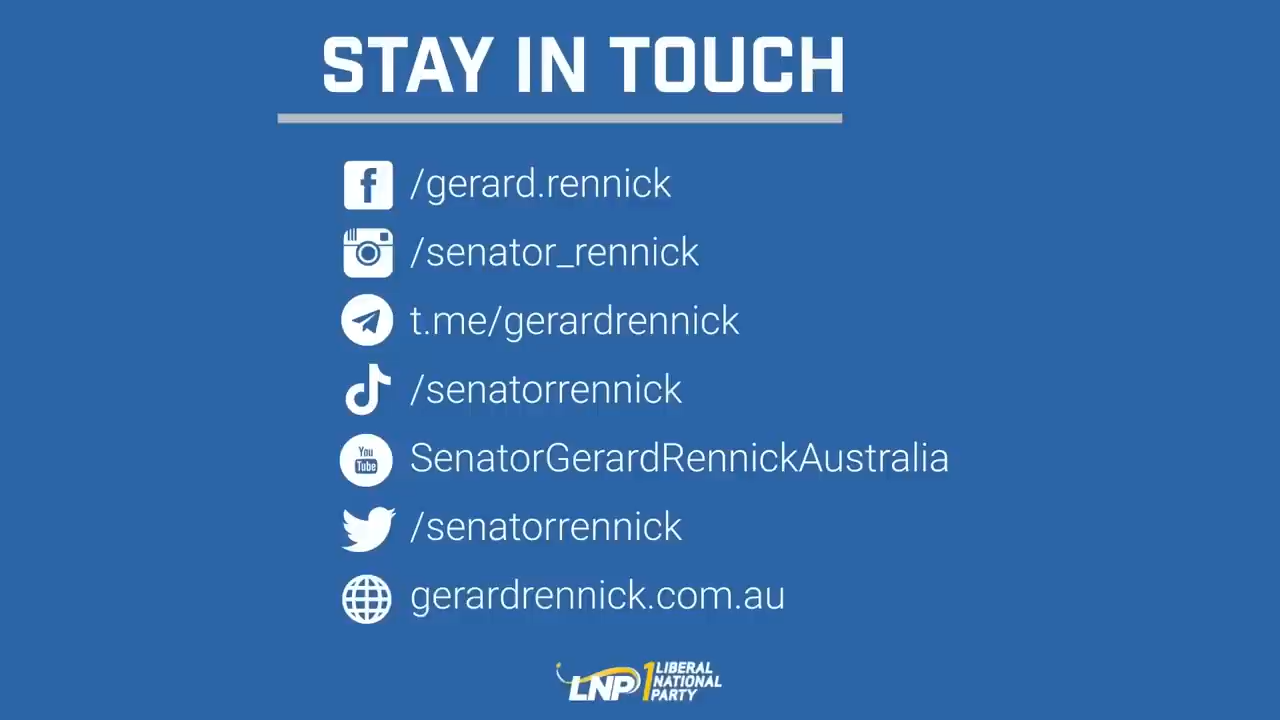 STAY IN TOUCH
f /gerard.rennick
/senator_rennick
t.me/gerardrennick
/senatorrennick
You
Tube
SenatorGerardRennickAustralia
/senatorrennick
gerardrennick.com.au
LNP1 LIBERAL
NATIONAL
PARTY